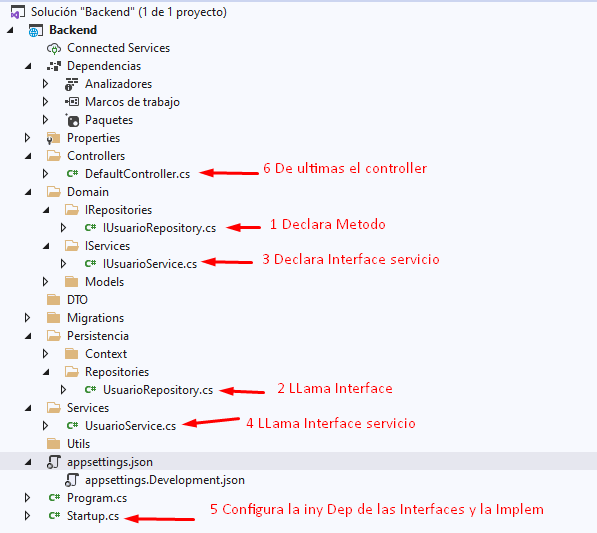 Solución "Backend" (1 de 1 proyecto)
Backend
Connected Services
Dependencias
Analizadores
Marcos de trabajo
Paquetes
Properties
Controllers
C# DefaultController.cs 6 De ultimas el controller
Domain
IRepositories
C# IUsuarioRepository.cs 1 Declara Metodo
IServices
C# IUsuarioService.cs 3 Declara Interface servicio
Models
DTO
Migrations
Persistencia
Context
Repositories
C# UsuarioRepository.cs 2 LLama Interface
Services
C# UsuarioService.cs 4 LLama Interface servicio
Utils
appsettings.json
appsettings.Development.json
C# Program.cs
C# Startup.cs 5 Configura la iny Dep de las Interfaces y la Implem